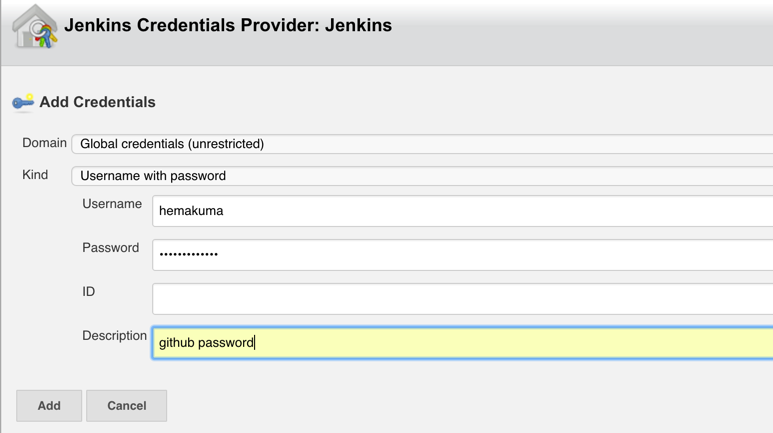 Jenkins Credentials Provider: Jenkins
Add Credentials
Domain Global credentials (unrestricted)
Kind Username with password
Username hemakuma
Password •••••••••••••
ID
Description github password
Add Cancel